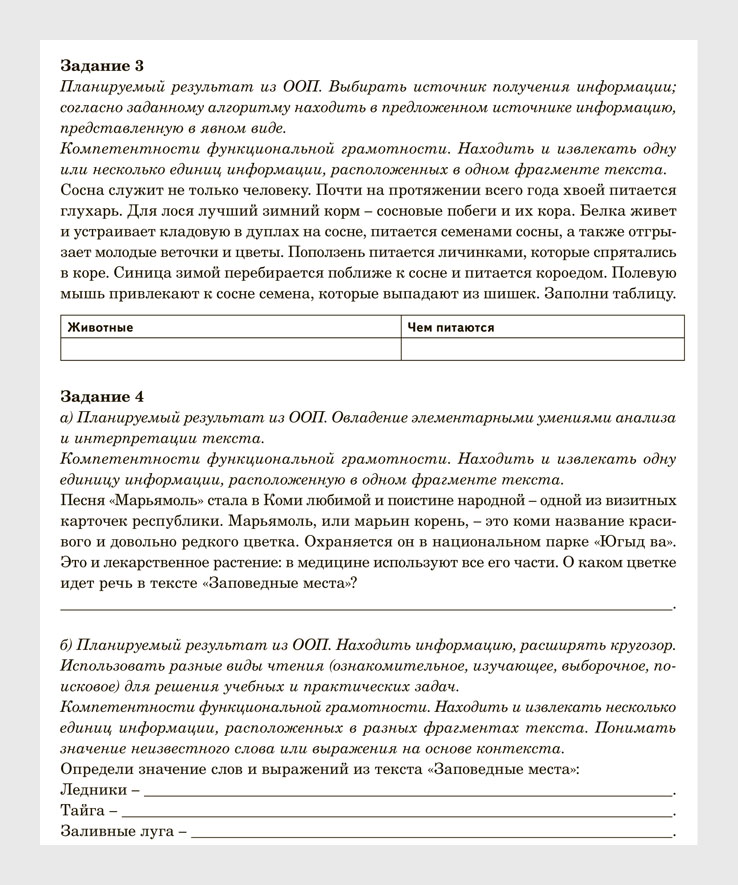 Задание 3
Планируемый результат из ООП. Выбирать источник получения информации;
согласно заданному алгоритму находить в предложенном источнике информацию,
представленную в явном виде.
Компетентности функциональной грамотности. Находить и извлекать одну
или несколько единиц информации, расположенных в одном фрагменте текста.
Сосна служит не только человеку. Почти на протяжении всего года хвоей питается
глухарь. Для лося лучший зимний корм – сосновые побеги и их кора. Белка живет
и устраивает кладовую в дуплах на сосне, питается семенами сосны, а также отгры-
зает молодые веточки и цветы. Поползень питается личинками, которые спрятались
в коре. Синица зимой перебирается поближе к сосне и питается короедом. Полевую
мышь привлекают к сосне семена, которые выпадают из шишек. Заполни таблицу.
Животные Чем питаются
Задание 4
а) Планируемый результат из ООП. Овладение элементарными умениями анализа
и интерпретации текста.
Компетентности функциональной грамотности. Находить и извлекать одну
единицу информации, расположенную в одном фрагменте текста.
Песня «Марьямоль» стала в Коми любимой и поистине народной – одной из визитных
карточек республики. Марьямоль, или марьин корень, – это коми название краси-
вого и довольно редкого цветка. Охраняется он в национальном парке «Югыд ва».
Это и лекарственное растение: в медицине используют все его части. О каком цветке
идет речь в тексте «Заповедные места»?
.
б) Планируемый результат из ООП. Находить информацию, расширять кругозор.
Использовать разные виды чтения (ознакомительное, изучающее, выборочное, по-
исковое) для решения учебных и практических задач.
Компетентности функциональной грамотности. Находить и извлекать несколько
единиц информации, расположенных в разных фрагментах текста. Понимать
значение неизвестного слова или выражения на основе контекста.
Определи значение слов и выражений из текста «Заповедные места»:
Ледники – .
Тайга – .
Заливные луга – .